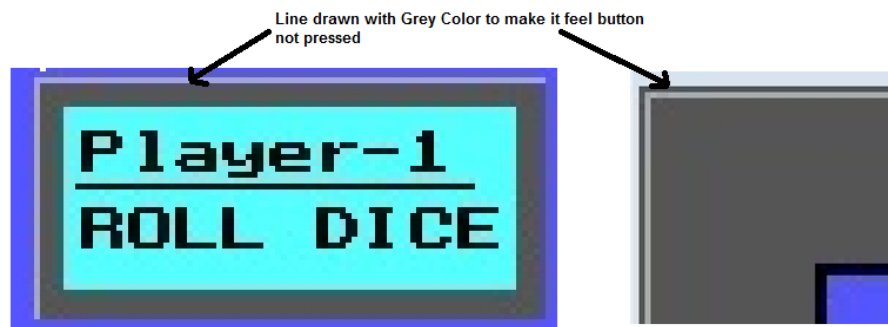 Line drawn with Grey Color to make it feel button
not pressed
Player-1
ROLL DICE